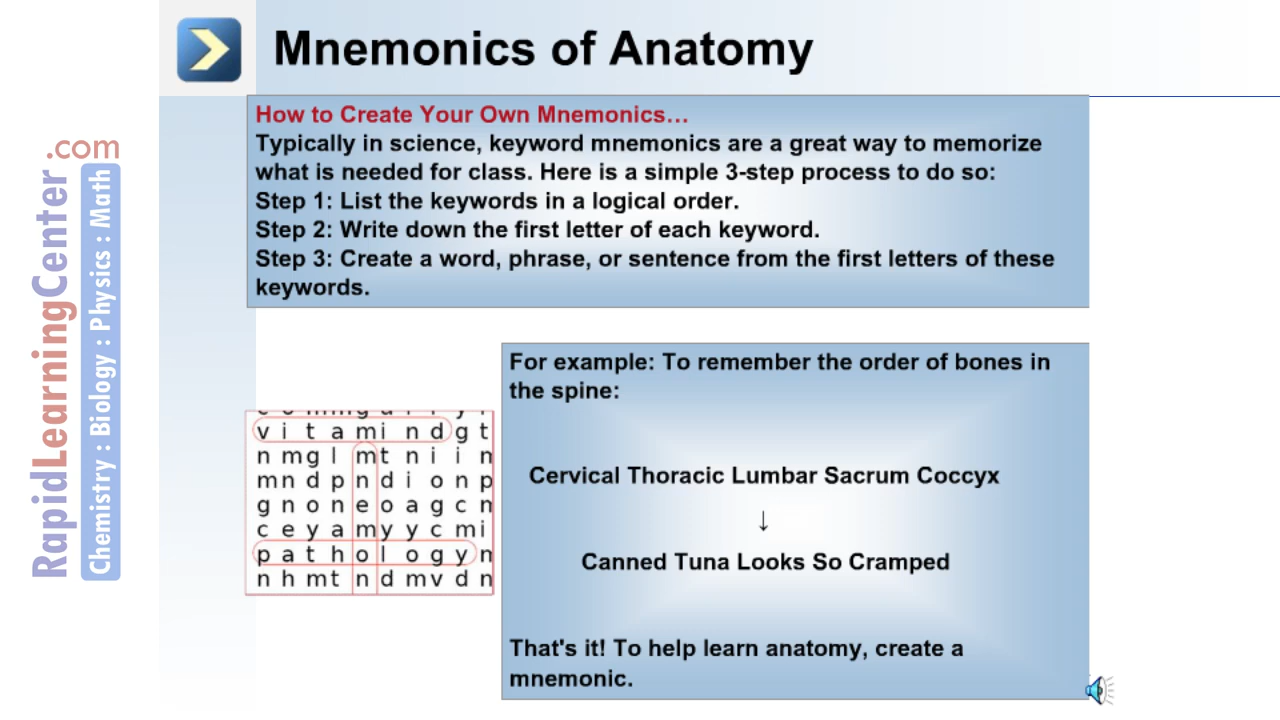 Mnemonics of Anatomy
How to Create Your Own Mnemonics...
Typically in science, keyword mnemonics are a great way to memorize
what is needed for class. Here is a simple 3-step process to do so:
Step 1: List the keywords in a logical order.
Step 2: Write down the first letter of each keyword.
Step 3: Create a word, phrase, or sentence from the first letters of these
keywords.
RapidLearningCenter.com
Chemistry : Biology : Physics : Math
v i t a m i n d g t
n m g l m t n i i n
m n d p n d i o n p
g n o n e o a g c n
c e y a m y y c m i
p a t h o l o g y n
n h m t n d m v d n
For example: To remember the order of bones in
the spine:
Cervical Thoracic Lumbar Sacrum Coccyx
↓
Canned Tuna Looks So Cramped
That's it! To help learn anatomy, create a
mnemonic.